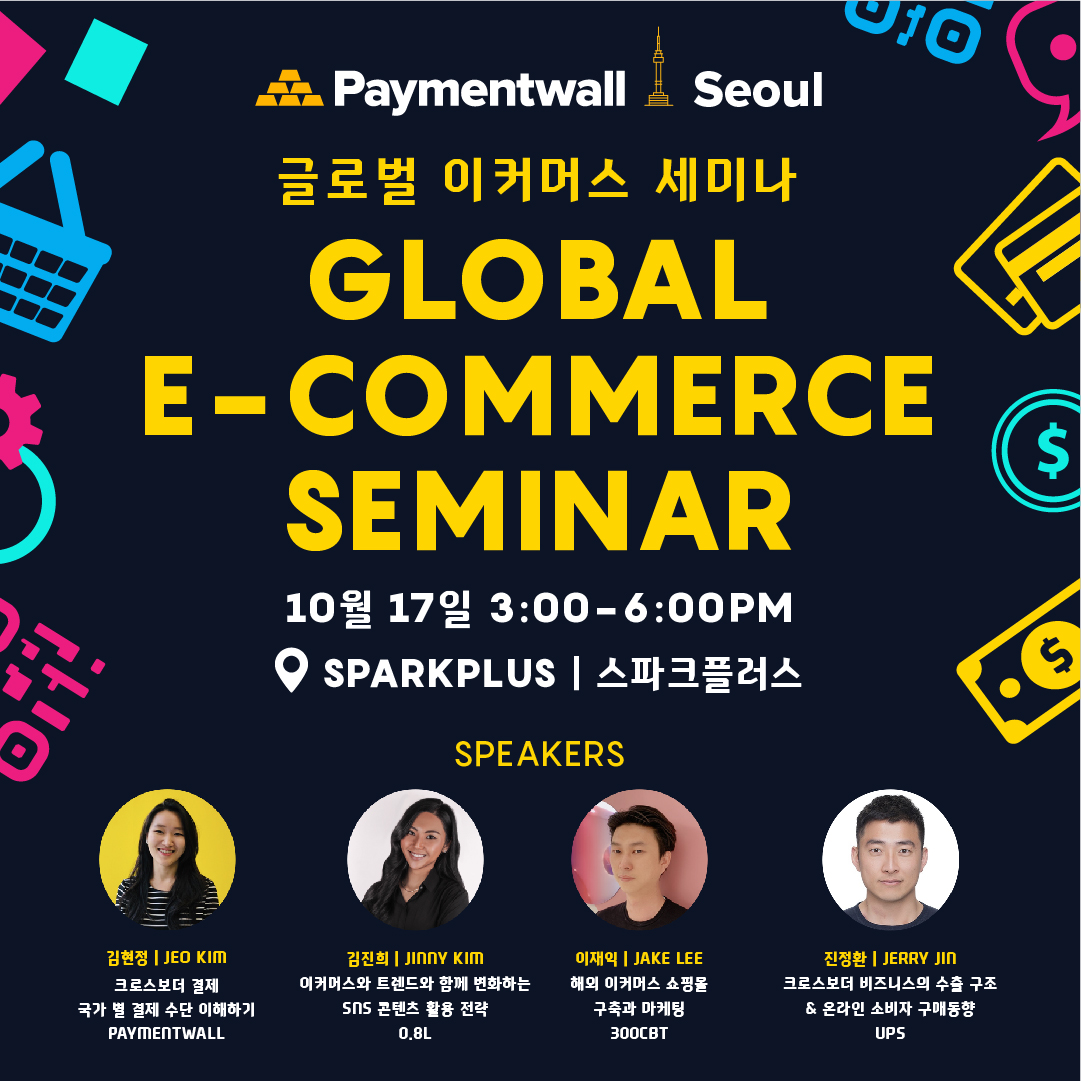 Paymentwall Seoul
글로벌 이커머스 세미나
GLOBAL
E-COMMERCE
SEMINAR
10월 17일 3:00-6:00PM
SPARKPLUS | 스파크플러스
SPEAKERS
김현정 | JEO KIM
크로스보더 결제
국가 별 결제 수단 이해하기
PAYMENTWALL
김진희 | JINNY KIM
이커머스와 트렌드와 함께 변화하는
SNS 콘텐츠 활용 전략
0.8L
이재익 | JAKE LEE
해외 이커머스 쇼핑몰
구축과 마케팅
300CBT
진정환 | JERRY JIN
크로스보더 비즈니스의 수출 구조
& 온라인 소비자 구매동향
UPS
$
$